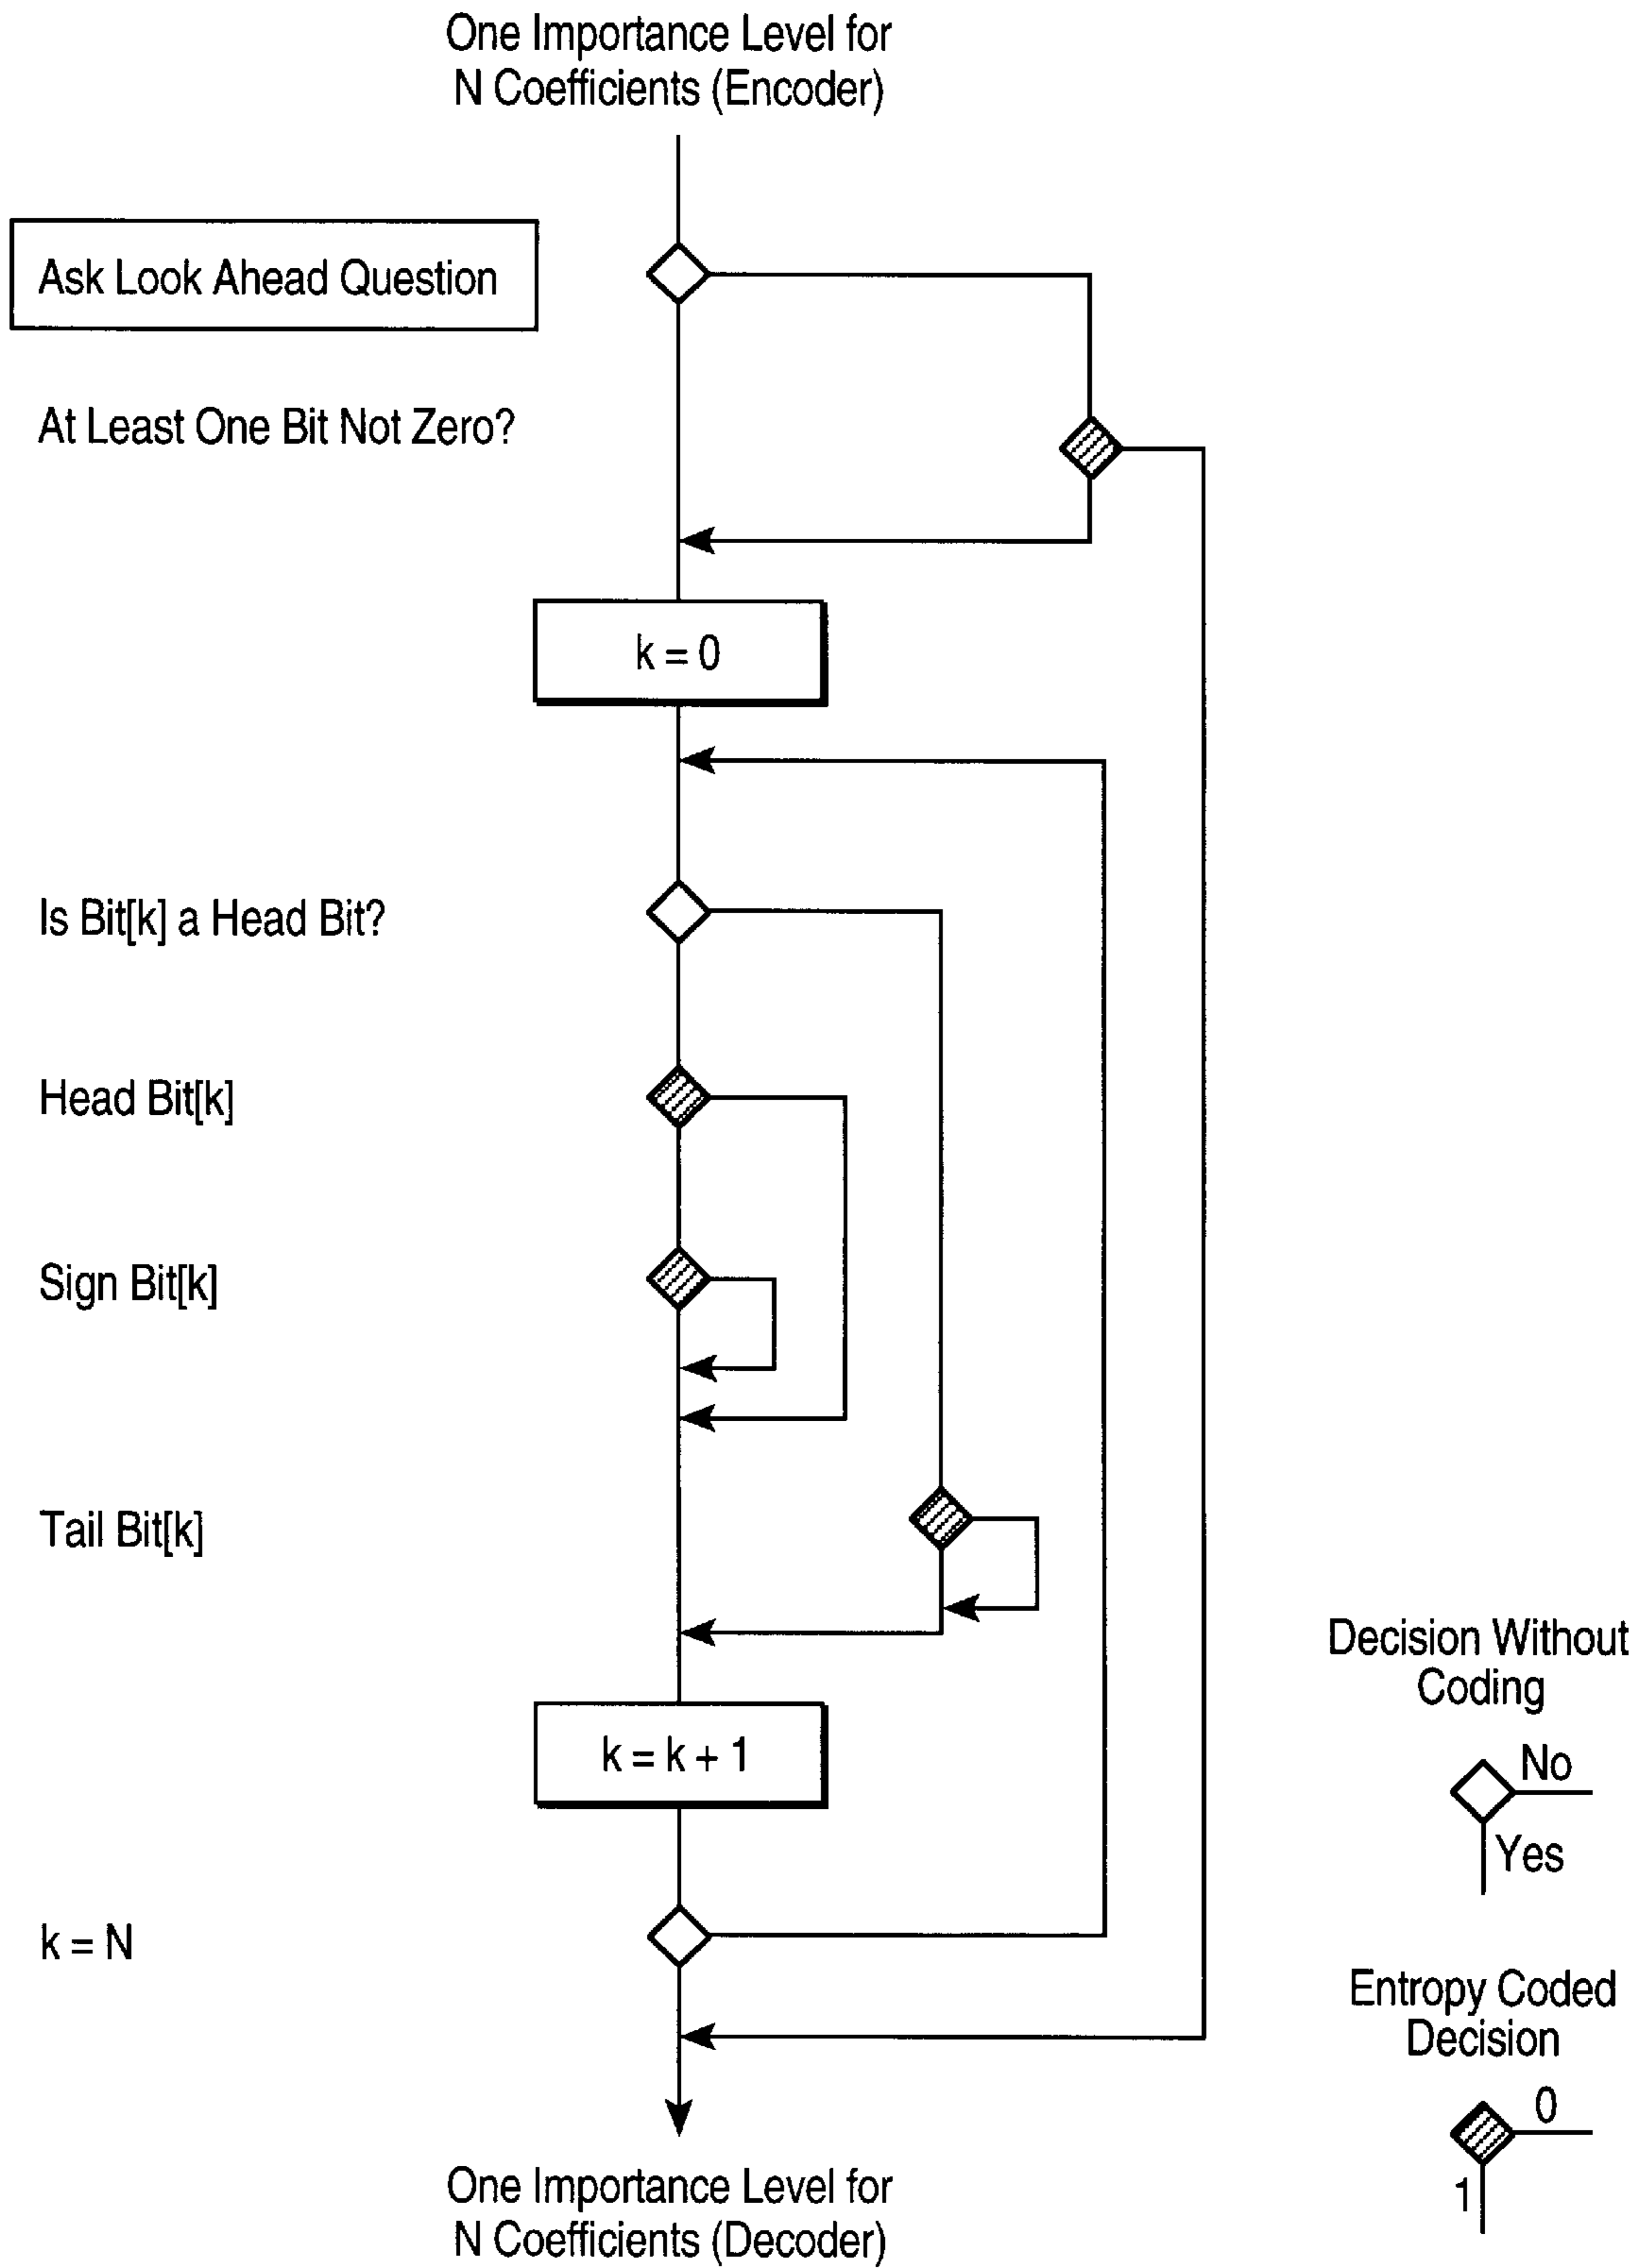 One Importance Level for
N Coefficients (Encoder)
Ask Look Ahead Question
At Least One Bit Not Zero?
k = 0
Is Bit[k] a Head Bit?
Head Bit[k]
Sign Bit[k]
Tail Bit[k]
k = k + 1
k = N
One Importance Level for
N Coefficients (Decoder)
Decision Without
Coding
No
Yes
Entropy Coded
Decision
0
1